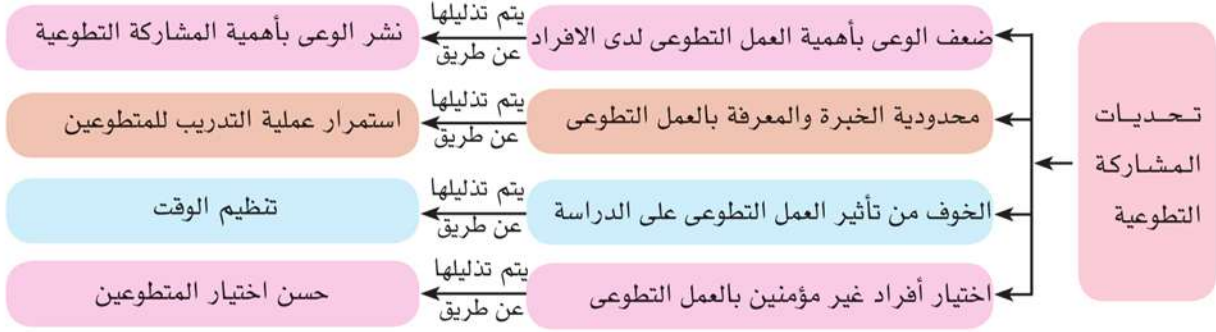 تـحـديـات
المشاركة
التطوعية
ضعف الوعى بأهمية العمل التطوعى لدى الافراد
يتم تذليلها
عن طريق
نشر الوعى بأهمية المشاركة التطوعية
محدودية الخبرة والمعرفة بالعمل التطوعى
يتم تذليلها
عن طريق
استمرار عملية التدريب للمتطوعين
الخوف من تأثير العمل التطوعى على الدراسة
يتم تذليلها
عن طريق
تنظيم الوقت
اختيار أفراد غير مؤمنين بالعمل التطوعى
يتم تذليلها
عن طريق
حسن اختيار المتطوعين